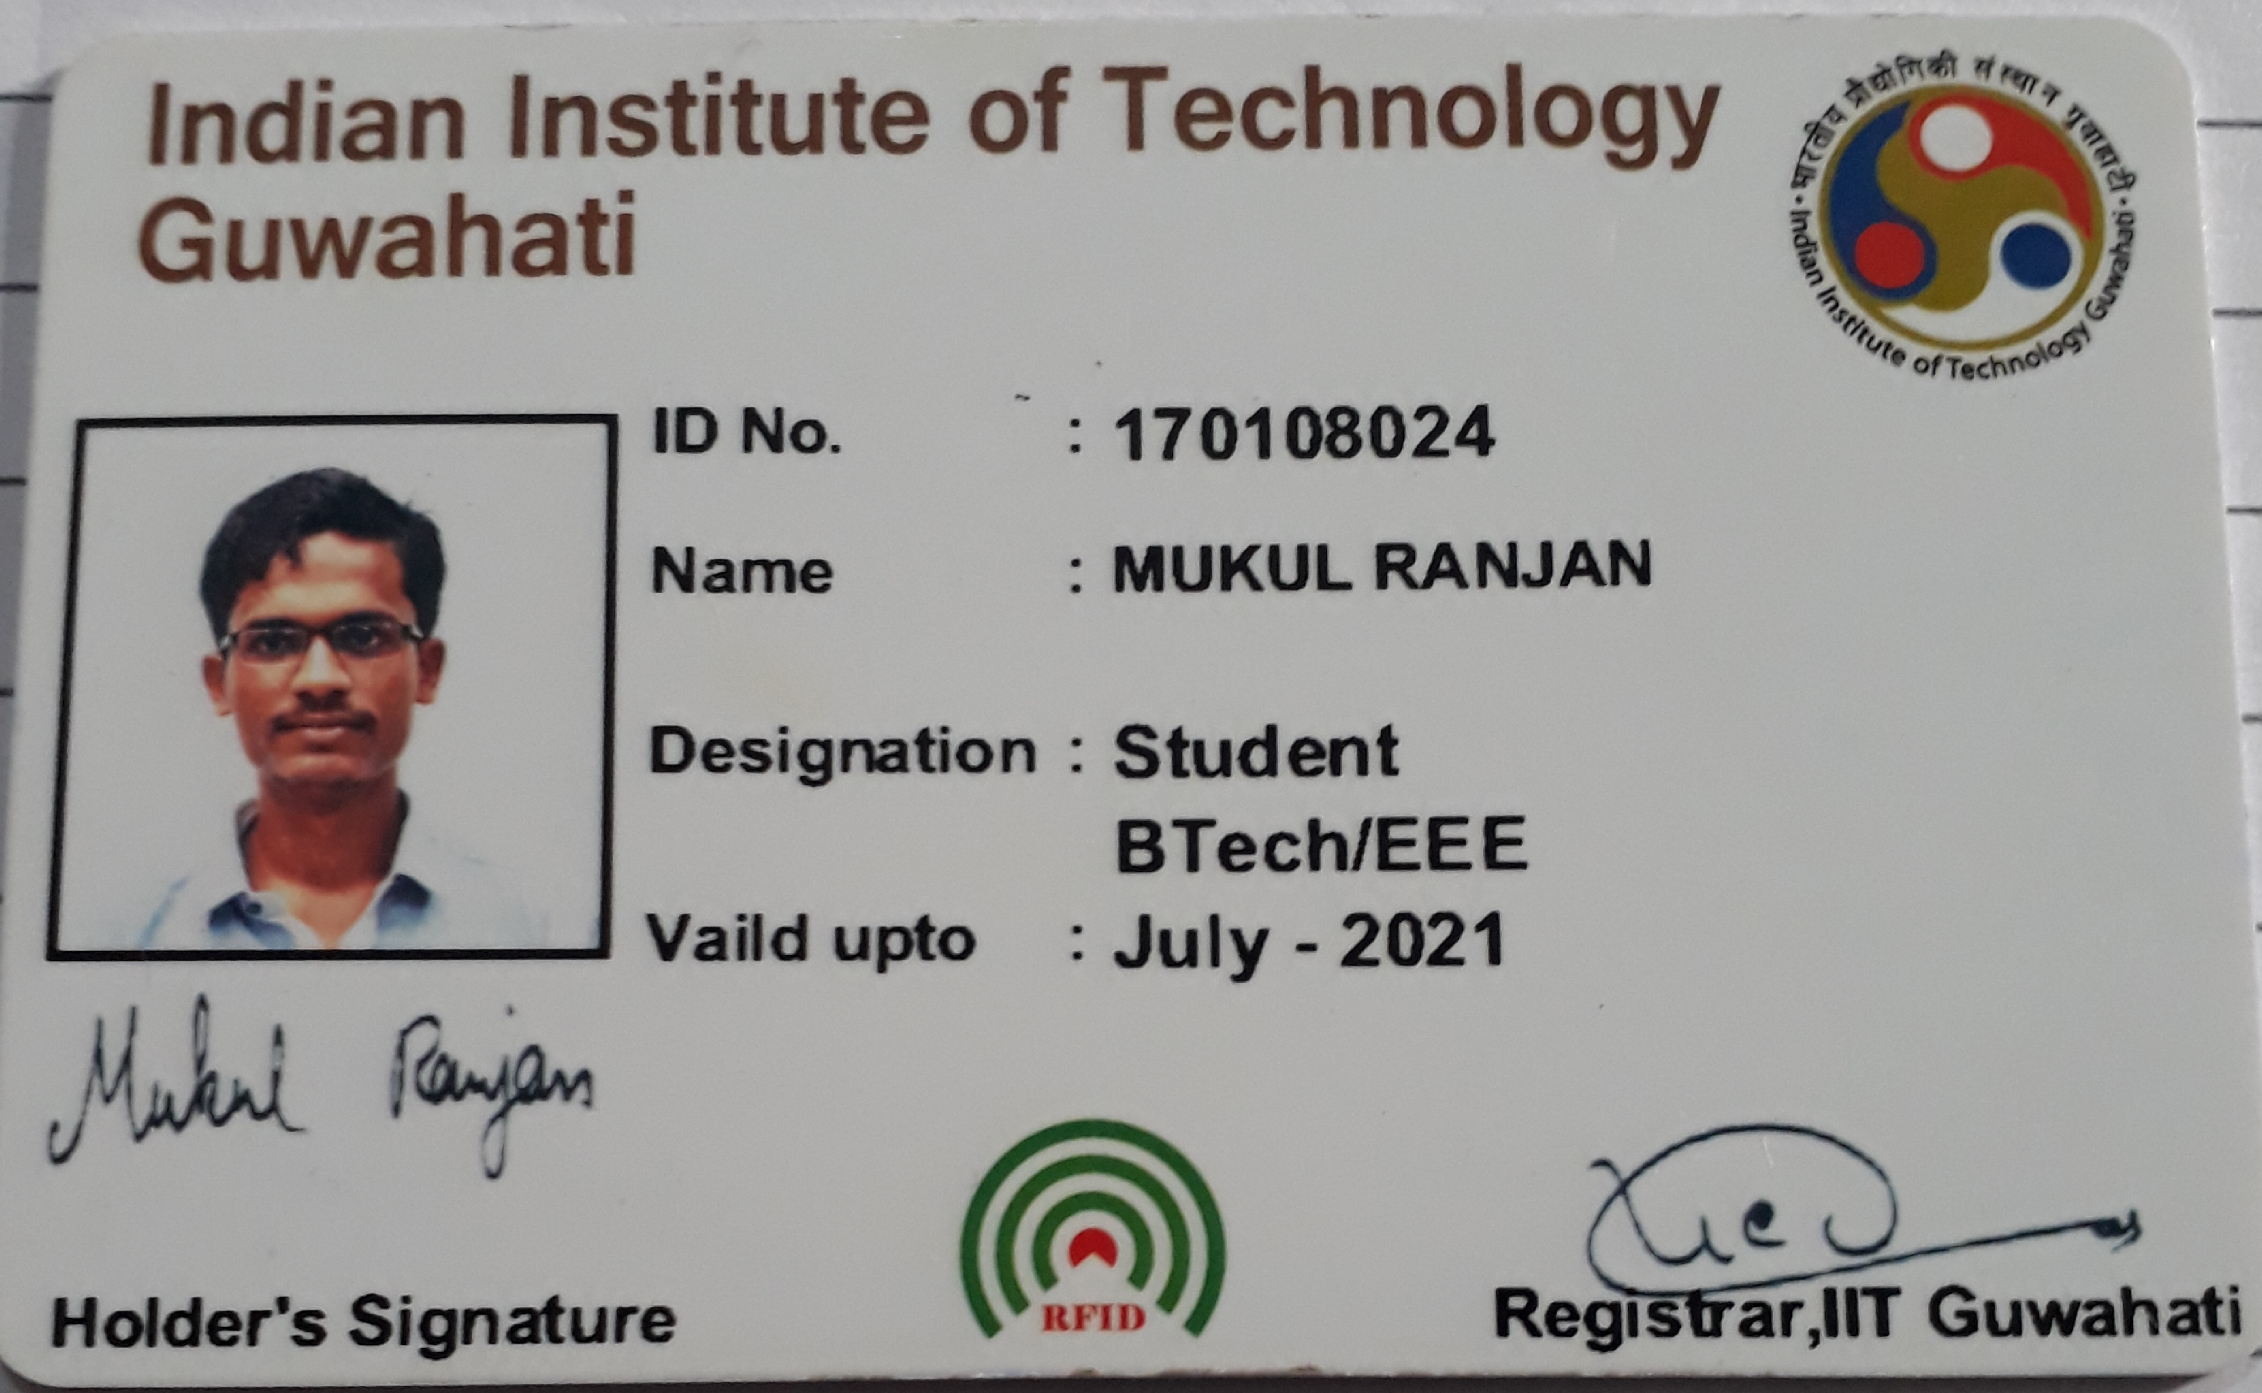 Indian Institute of Technology
Guwahati
भारतीय प्रौद्योगिकी संस्थान गुवाहाटी
Indian Institute of Technology Guwahati
ID No. : 170108024
Name : MUKUL RANJAN
Designation : Student
BTech/EEE
Vaild upto : July - 2021
Mukul Ranjan
Holder's Signature
RFID
Registrar,IIT Guwahati